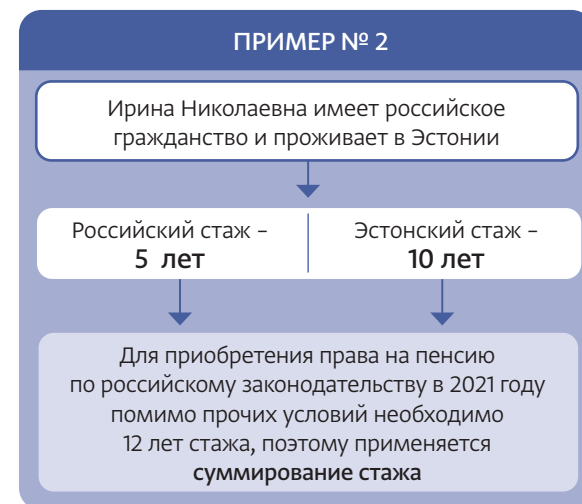 ПРИМЕР № 2
Ирина Николаевна имеет российское
гражданство и проживает в Эстонии
Российский стаж –
5 лет
Эстонский стаж –
10 лет
Для приобретения права на пенсию
по российскому законодательству в 2021 году
помимо прочих условий необходимо
12 лет стажа, поэтому применяется
суммирование стажа